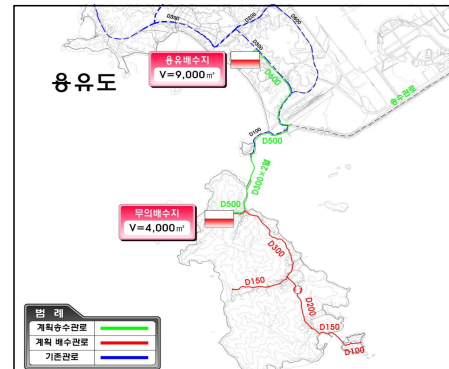 D300
D200
D300
용유배수지
V=9,000㎥
D600
용유도
송수관로
D100
D500
D300×2열
무의배수지
V=4,000㎥
D500
D300
D150
D200
D150
D100
범 례
계획송수관로
계획 배수관로
기존관로